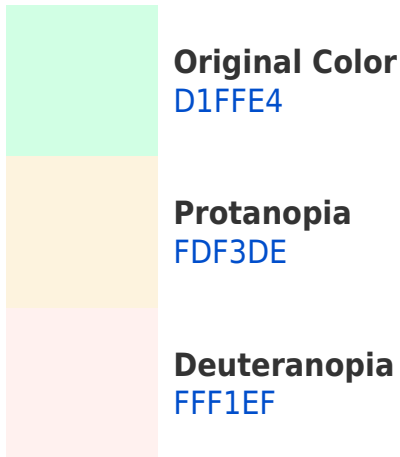 Original Color
D1FFE4
Protanopia
FDF3DE
Deuteranopia
FFF1EF